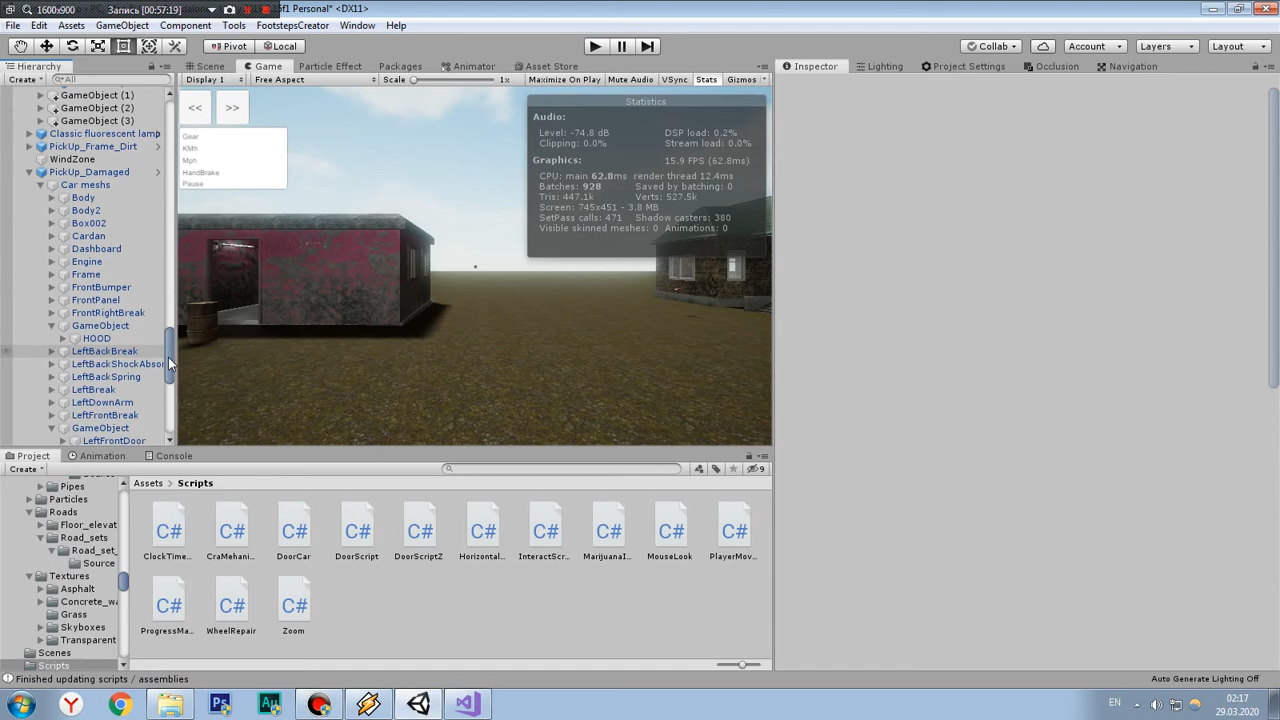 1600x900 Recording [00:57:19] 5f1 Personal* <DX11>
File Edit Assets GameObject Component Tools FootstepsCreator Window Help
Pivot Local Collab Account Layers Layout
Hierarchy Scene Game Particle Effect Packages Animator Asset Store Inspector Lighting Project Settings Occlusion Navigation
Create All Display 1 Free Aspect Scale 1x Maximize On Play Mute Audio VSync Stats Gizmos
GameObject (1)
GameObject (2)
GameObject (3)
Classic fluorescent lamp
PickUp_Frame_Dirt
WindZone
PickUp_Damaged
Car meshs
Body
Body2
Box002
Cardan
Dashboard
Engine
Frame
FrontBumper
FrontPanel
FrontRightBreak
GameObject
HOOD
LeftBackBreak
LeftBackShockAbsor
LeftBackSpring
LeftBreak
LeftDownArm
LeftFrontBreak
GameObject
LeftFrontDoor
<< >>
Gear
KMh
Mph
HandBrake
Pause
Statistics
Audio:
Level: -74.8 dB DSP load: 0.2%
Clipping: 0.0% Stream load: 0.0%
Graphics: 15.9 FPS (62.8ms)
CPU: main 62.8ms render thread 12.4ms
Batches: 928 Saved by batching: 0
Tris: 447.1k Verts: 527.5k
Screen: 745x451 - 3.8 MB
SetPass calls: 471 Shadow casters: 380
Visible skinned meshes: 0 Animations: 0
Project Animation Console
Create 9
Pipes
Particles
Roads
Floor_elevat
Road_sets
Road_set_
Source
Textures
Asphalt
Concrete_wa
Grass
Skyboxes
Transparent
Scenes
Scripts
Assets > Scripts
C# C# C# C# C# C# C# C# C# C#
ClockTime... CraMehani... DoorCar DoorScript DoorScriptZ Horizontal... InteractScr... MarijuanaI... MouseLook PlayerMov...
C# C# C#
ProgressMa... WheelRepair Zoom
Finished updating scripts / assemblies Auto Generate Lighting Off
Ps Au EN 02:17
29.03.2020